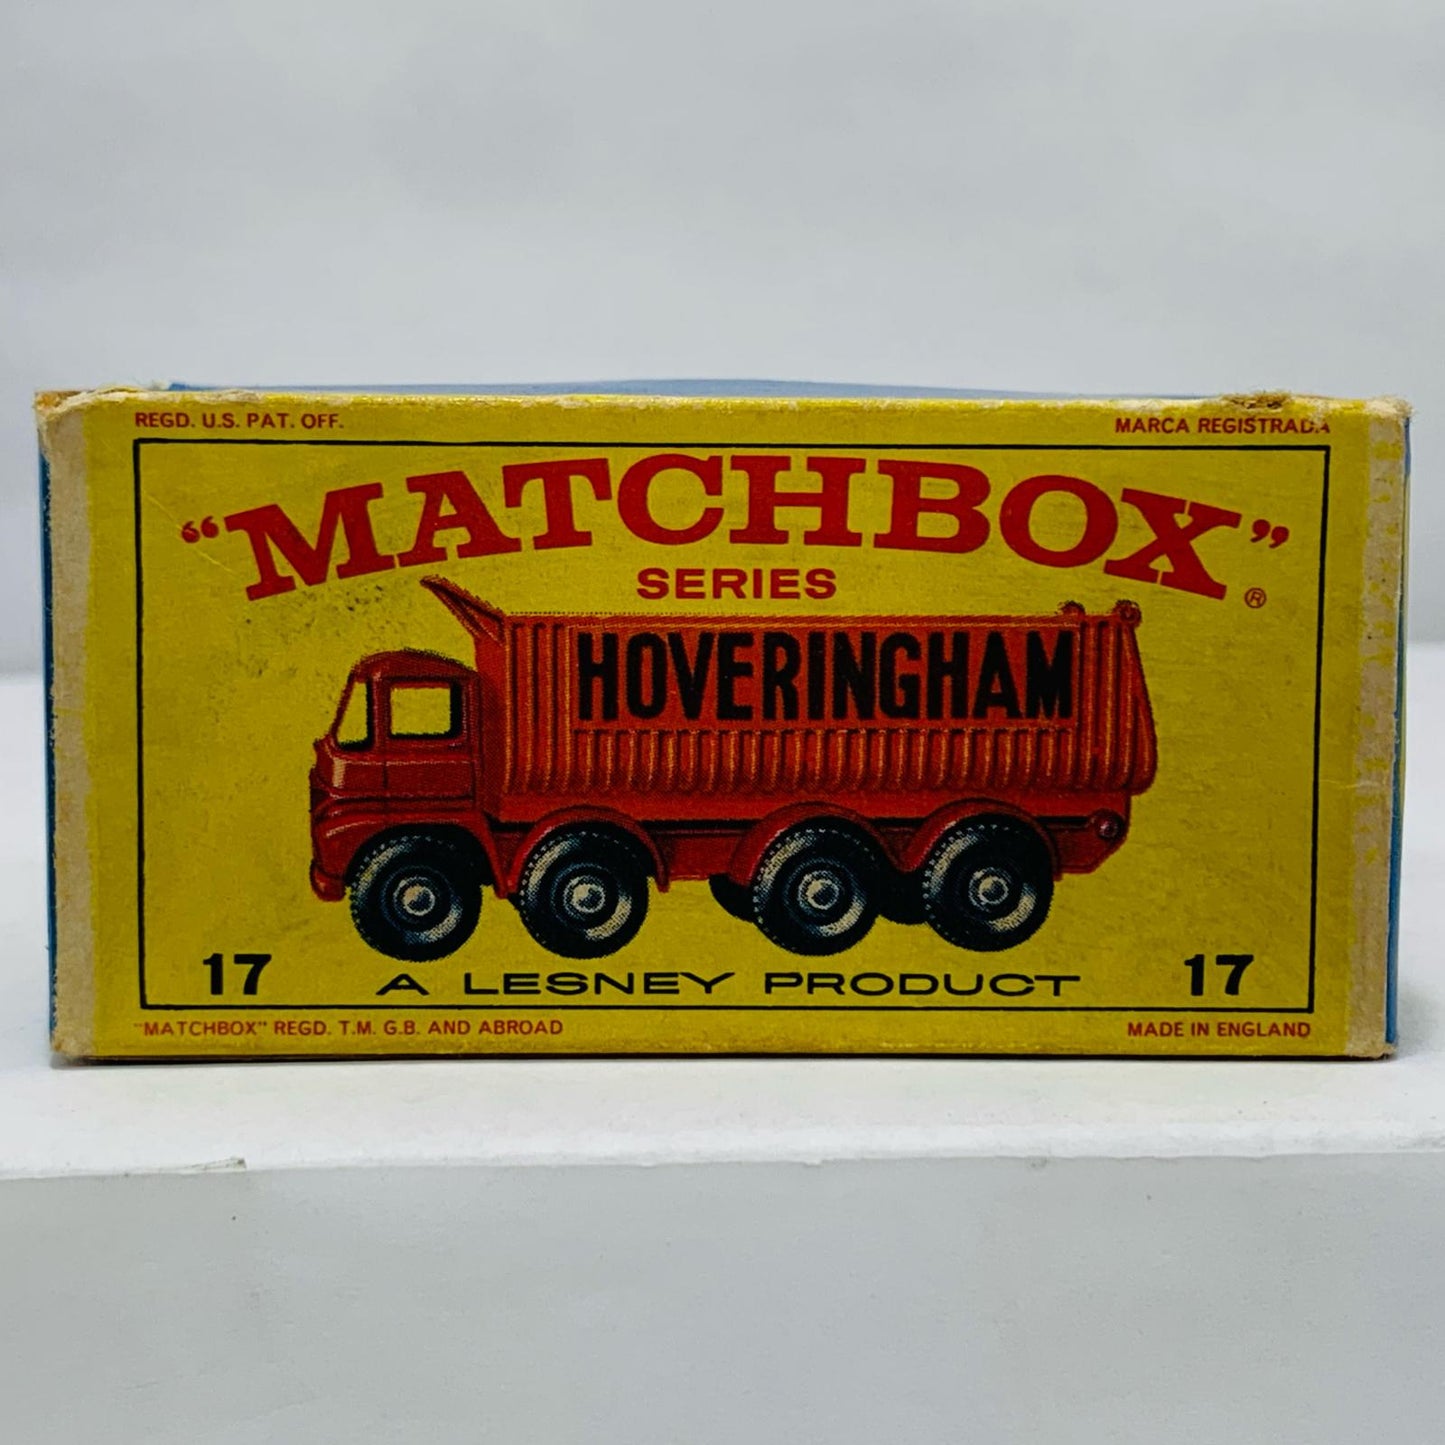 REGD. U.S. PAT. OFF. MARCA REGISTRADA
"MATCHBOX"®
SERIES
HOVERINGHAM
17 A LESNEY PRODUCT 17
"MATCHBOX" REGD. T.M. G.B. AND ABROAD MADE IN ENGLAND